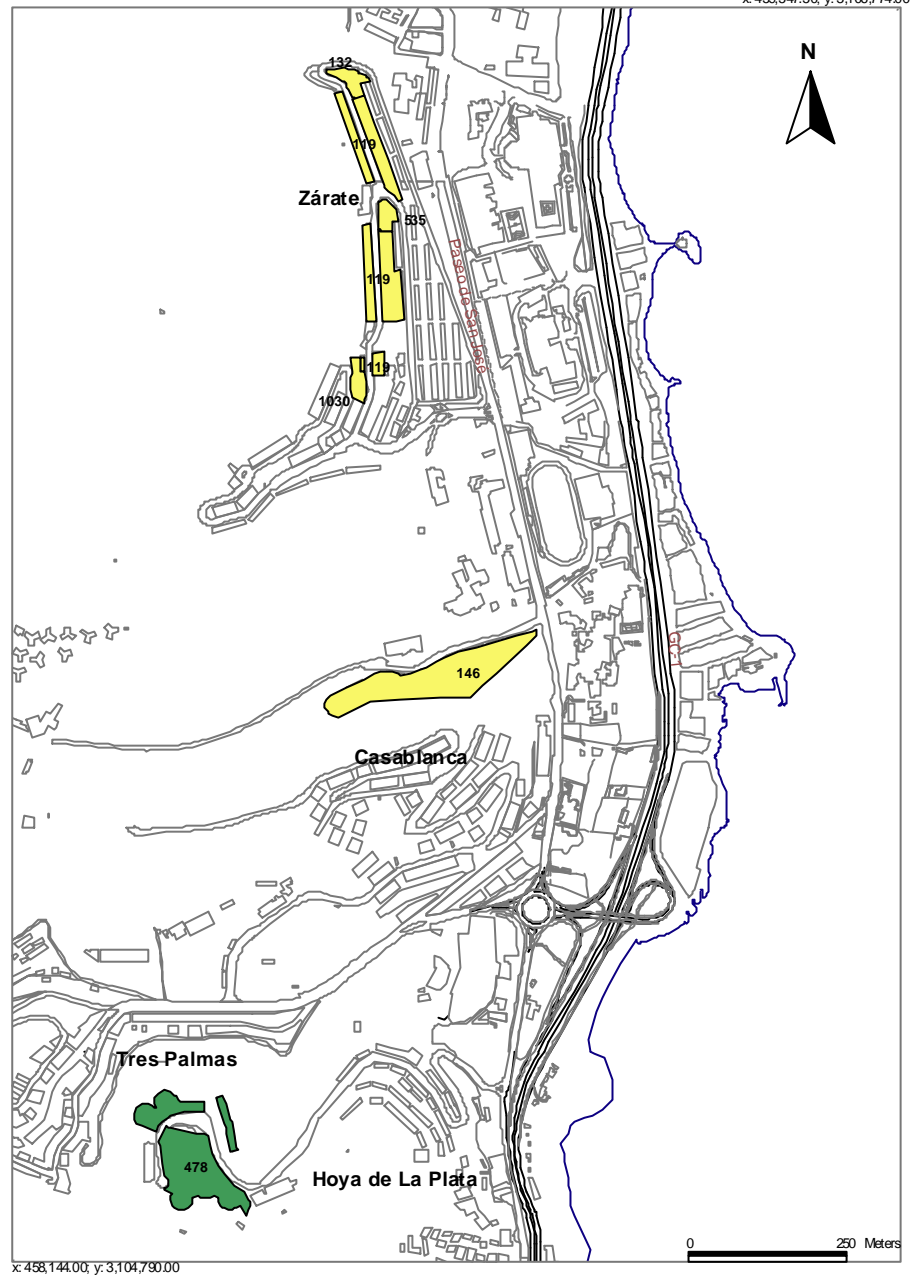 N
132
119
Zárate
535
Paseo de San Jose
119
119
1030
GC-1
146
Casablanca
Tres Palmas
478
Hoya de La Plata
0 250 Meters
x: 458,144.00; y: 3,104,790.00